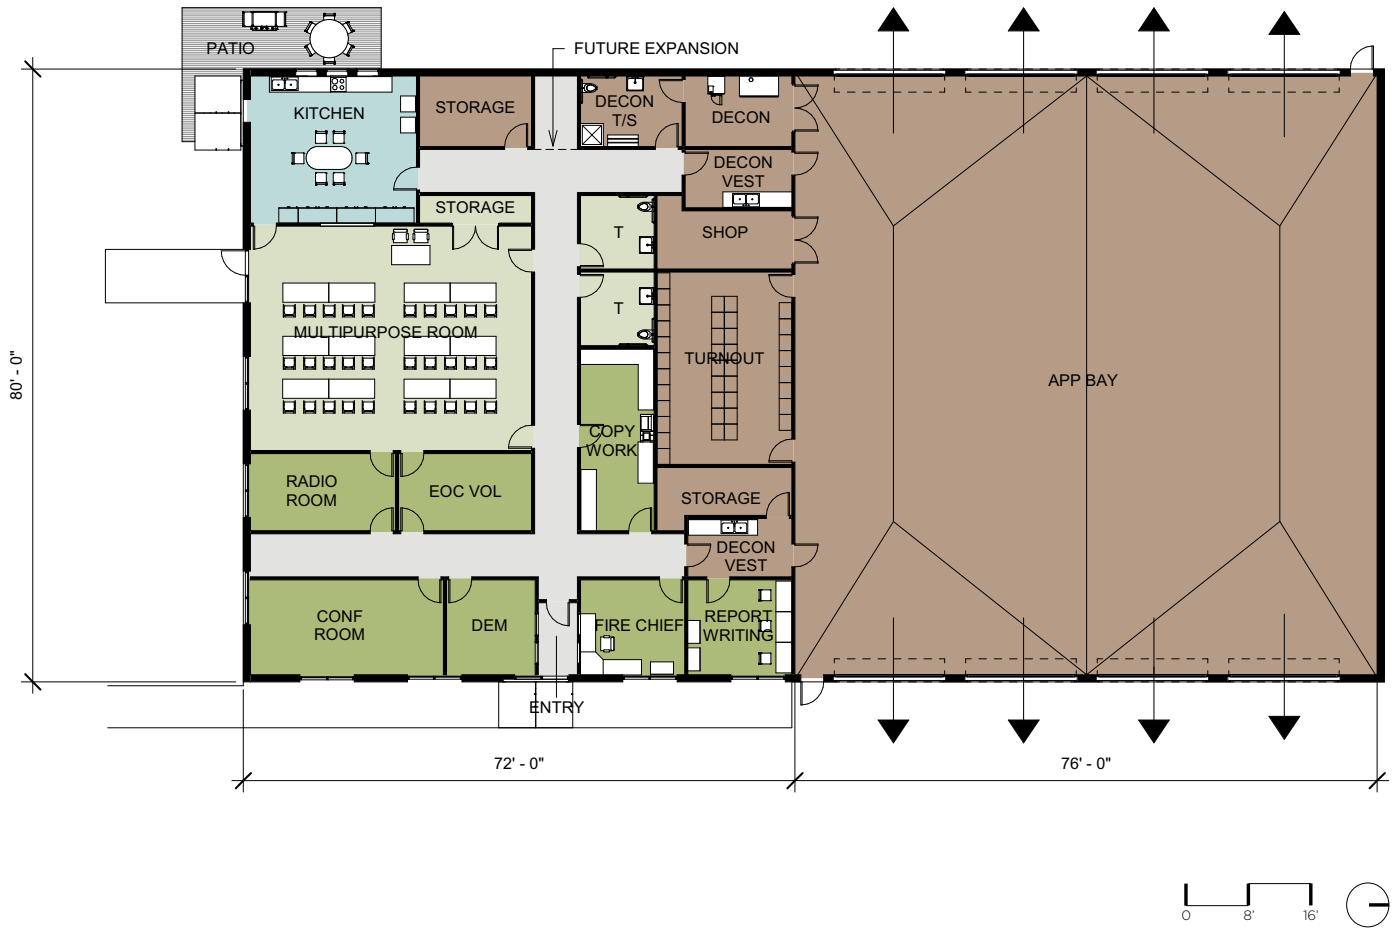 FUTURE EXPANSION
PATIO
KITCHEN
STORAGE
DECON
T/S
DECON
DECON
VEST
STORAGE
T
SHOP
T
MULTIPURPOSE ROOM
TURNOUT
APP BAY
80' - 0"
COPY
WORK
RADIO
ROOM
EOC VOL
STORAGE
DECON
VEST
CONF
ROOM
DEM
FIRE CHIEF
REPORT
WRITING
ENTRY
72' - 0"
76' - 0"
0 8' 16'